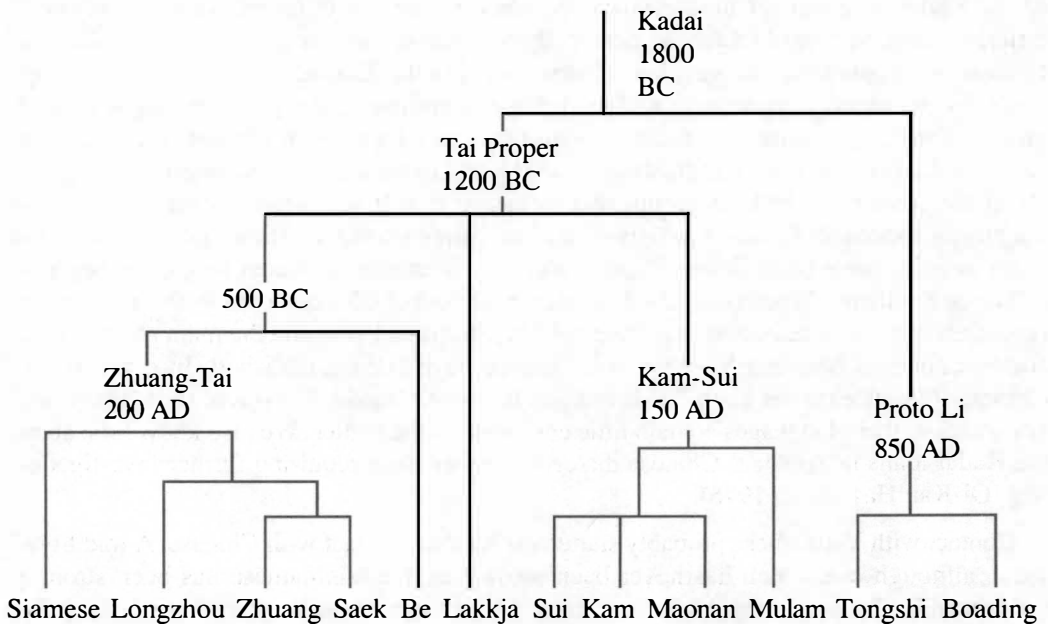 Kadai
1800
BC
Tai Proper
1200 BC
500 BC
Zhuang-Tai
200 AD
Kam-Sui
150 AD
Proto Li
850 AD
Siamese Longzhou Zhuang Saek Be Lakkja Sui Kam Maonan Mulam Tongshi Boading